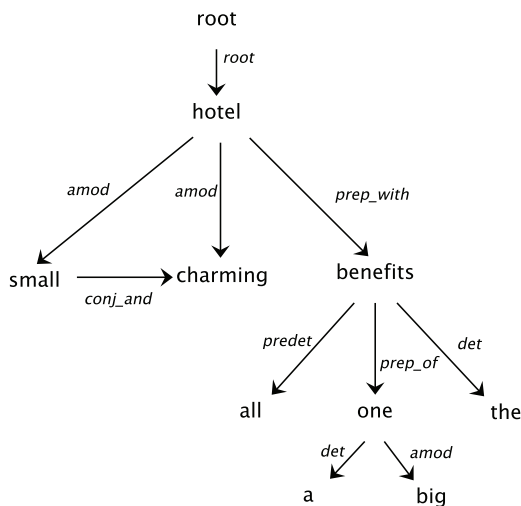 root
root
hotel
amod amod prep_with
small conj_and charming benefits
predet prep_of det
all one the
det amod
a big